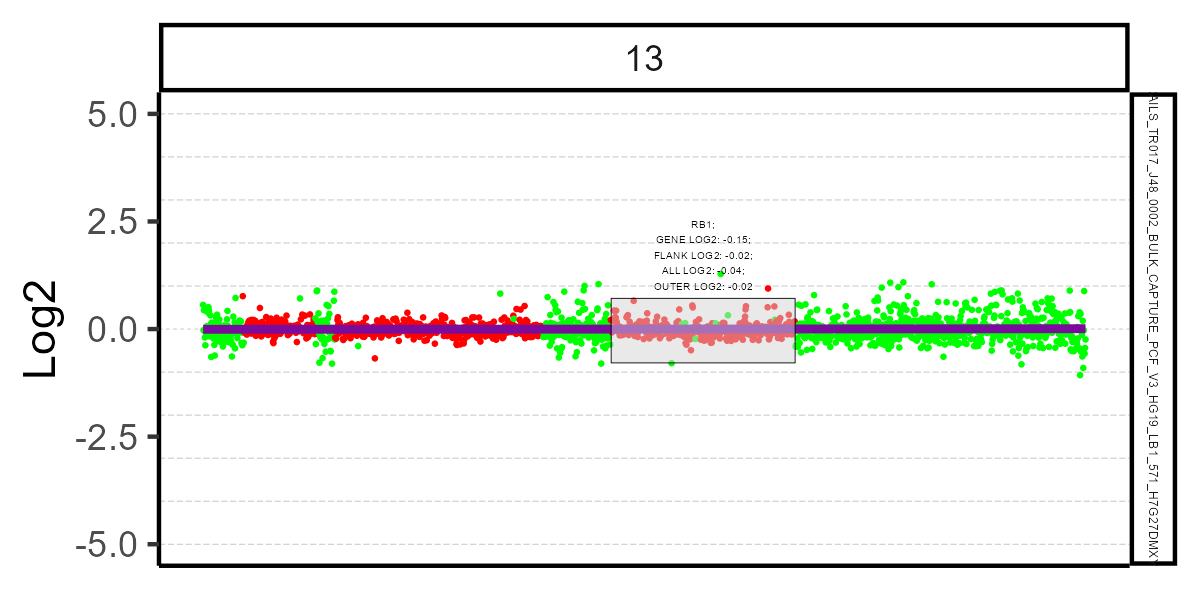 13
5.0
2.5
0.0
-2.5
-5.0
Log2
RB1;
GENE LOG2: -0.15;
FLANK LOG2: -0.02;
ALL LOG2: -0.04;
OUTER LOG2: -0.02
AILS_TR017_J48_0002_BULK_CAPTURE_PCF_V3_HG19_LB1_571_H7G27DMX